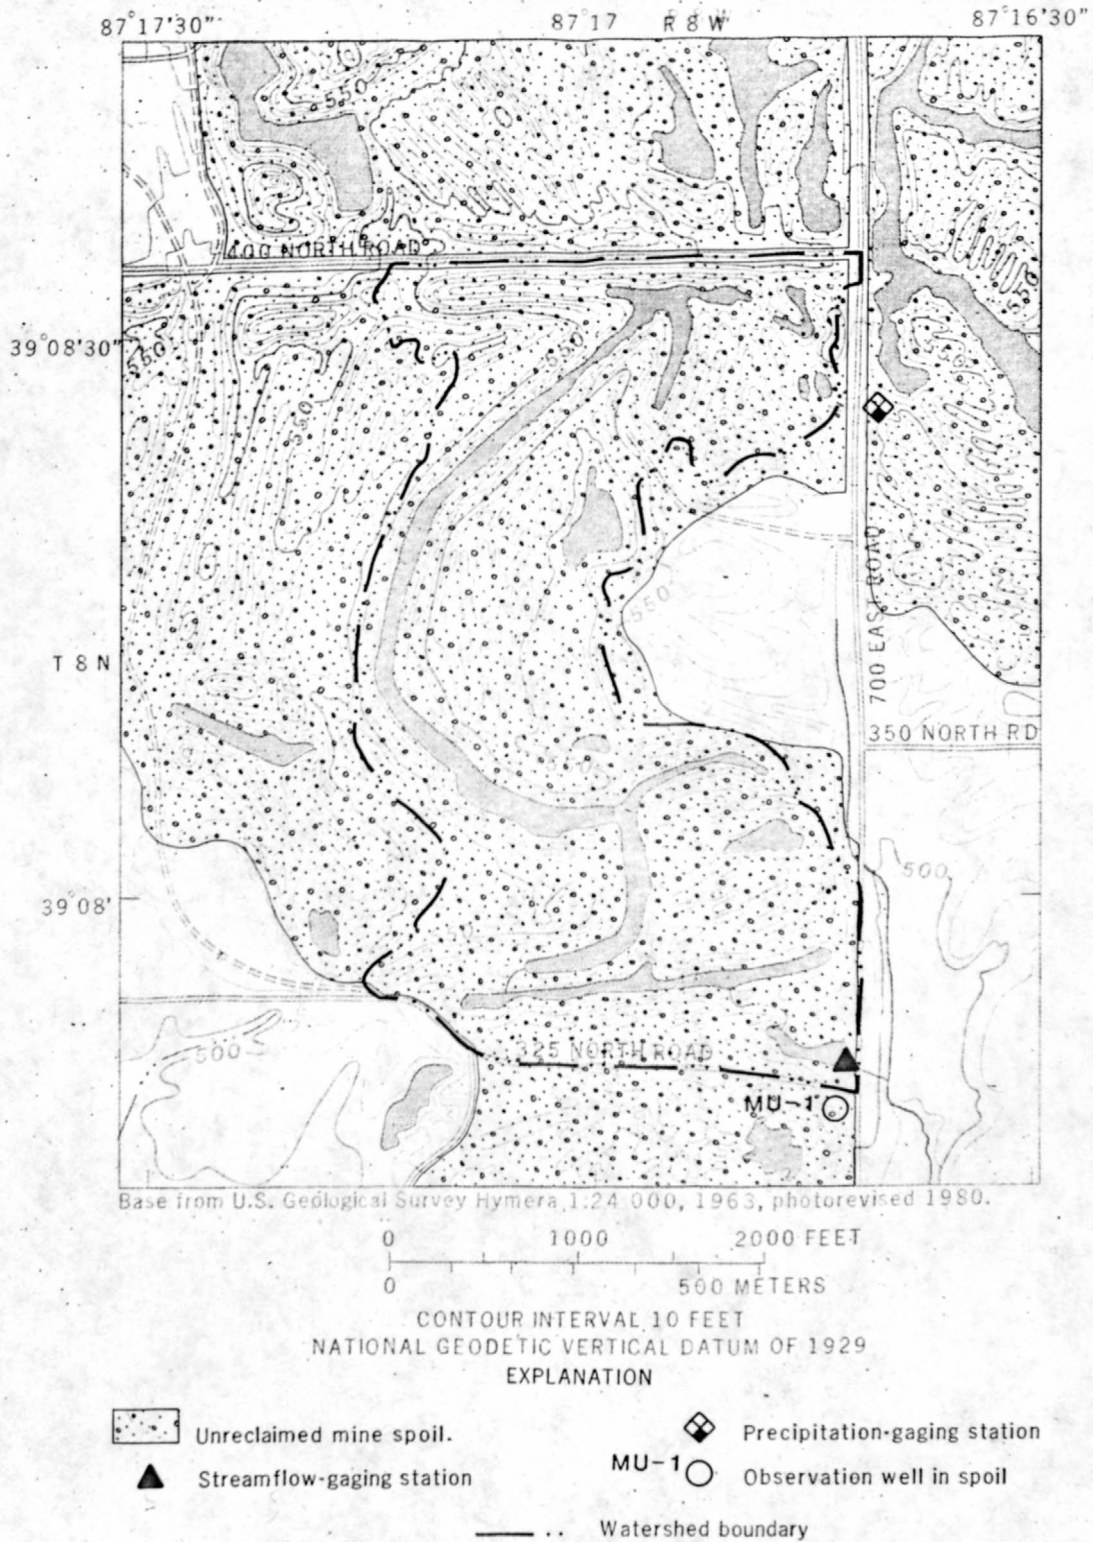 87°17'30" 87°17 R 8 W 87°16'30"
550
400 NORTH ROAD
550
39°08'30"
550
550
550
550
350
550
700 EAST ROAD
T 8 N
350 NORTH RD
550
500
39°08'
500
325 NORTH ROAD
MU-1
Base from U.S. Geological Survey Hymera 1:24 000, 1963, photorevised 1980.
0 1000 2000 FEET
0 500 METERS
CONTOUR INTERVAL 10 FEET
NATIONAL GEODETIC VERTICAL DATUM OF 1929
EXPLANATION
Unreclaimed mine spoil.
Precipitation-gaging station
Streamflow-gaging station
MU-1 Observation well in spoil
Watershed boundary